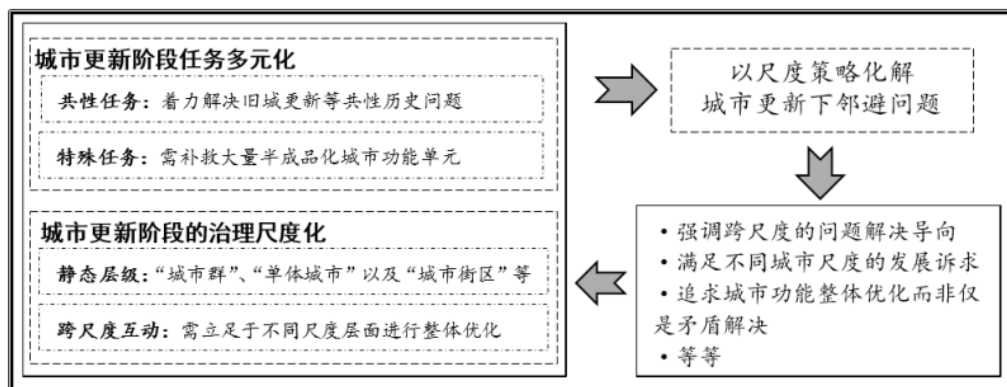 城市更新阶段任务多元化
共性任务：着力解决旧城更新等共性历史问题
特殊任务：需补救大量半成品化城市功能单元
城市更新阶段的治理尺度化
静态层级：“城市群”、“单体城市”以及“城市街区”等
跨尺度互动：需立足于不同尺度层面进行整体优化
以尺度策略化解
城市更新下邻避问题
·强调跨尺度的问题解决导向
·满足不同城市尺度的发展诉求
·追求城市功能整体优化而非仅
是矛盾解决
·等等